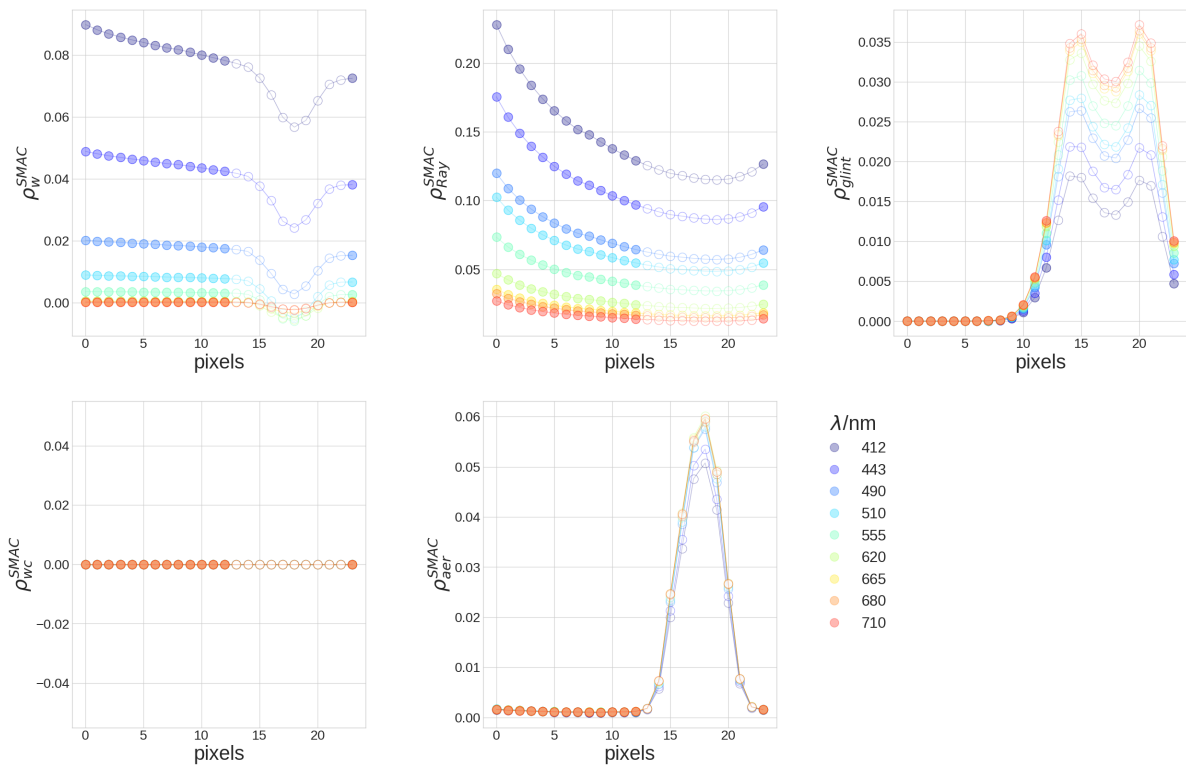 ρ_w^SMAC
0.08
0.06
0.04
0.02
0.00
0 5 10 15 20
pixels
ρ_Ray^SMAC
0.20
0.15
0.10
0.05
0 5 10 15 20
pixels
ρ_glint^SMAC
0.035
0.030
0.025
0.020
0.015
0.010
0.005
0.000
0 5 10 15 20
pixels
ρ_wc^SMAC
0.04
0.02
0.00
−0.02
−0.04
0 5 10 15 20
pixels
ρ_aer^SMAC
0.06
0.05
0.04
0.03
0.02
0.01
0.00
0 5 10 15 20
pixels
λ/nm
412
443
490
510
555
620
665
680
710